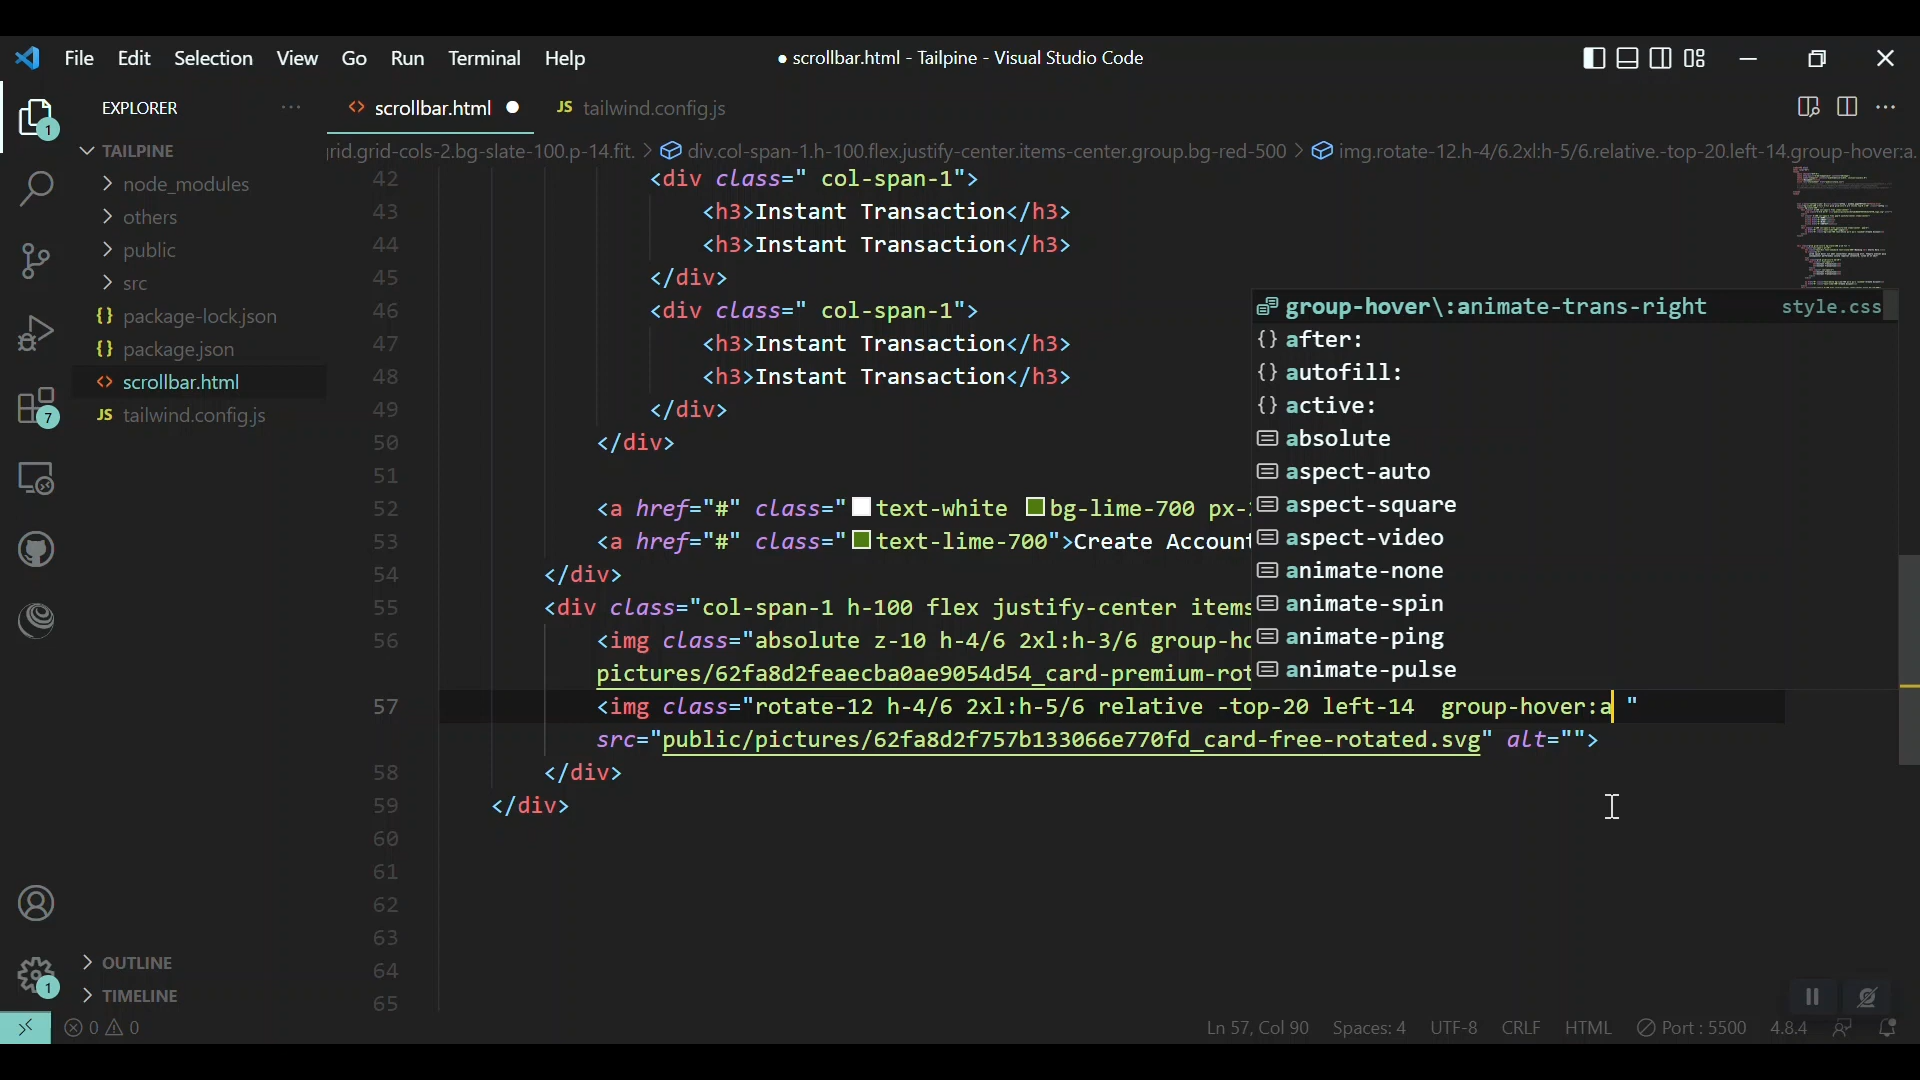 File Edit Selection View Go Run Terminal Help
● scrollbar.html - Tailpine - Visual Studio Code
EXPLORER ···
<> scrollbar.html ●
JS tailwind.config.js
rid.grid-cols-2.bg-slate-100.p-14.fit. > div.col-span-1.h-100.flex.justify-center.items-center.group.bg-red-500 > img.rotate-12.h-4/6.2xl:h-5/6.relative.-top-20.left-14.group-hover:a.
1
TAILPINE
node_modules
others
public
src
{} package-lock.json
{} package.json
<> scrollbar.html
JS tailwind.config.js
7
OUTLINE
1
TIMELINE
42 <div class=" col-span-1">
43 <h3>Instant Transaction</h3>
44 <h3>Instant Transaction</h3>
45 </div>
46 <div class=" col-span-1">
47 <h3>Instant Transaction</h3>
48 <h3>Instant Transaction</h3>
49 </div>
50 </div>
51
52 <a href="#" class="text-white bg-lime-700 px-
53 <a href="#" class="text-lime-700">Create Account
54 </div>
55 <div class="col-span-1 h-100 flex justify-center items
56 <img class="absolute z-10 h-4/6 2xl:h-3/6 group-ho
pictures/62fa8d2feaecba0ae9054d54_card-premium-rot
57 <img class="rotate-12 h-4/6 2xl:h-5/6 relative -top-20 left-14  group-hover:a "
src="public/pictures/62fa8d2f757b133066e770fd_card-free-rotated.svg" alt="">
58 </div>
59 </div>
60
61
62
63
64
65
group-hover\:animate-trans-right style.css
{} after:
{} autofill:
{} active:
absolute
aspect-auto
aspect-square
aspect-video
animate-none
animate-spin
animate-ping
animate-pulse
0 0
Ln 57, Col 90 Spaces: 4 UTF-8 CRLF HTML Port : 5500 4.8.4